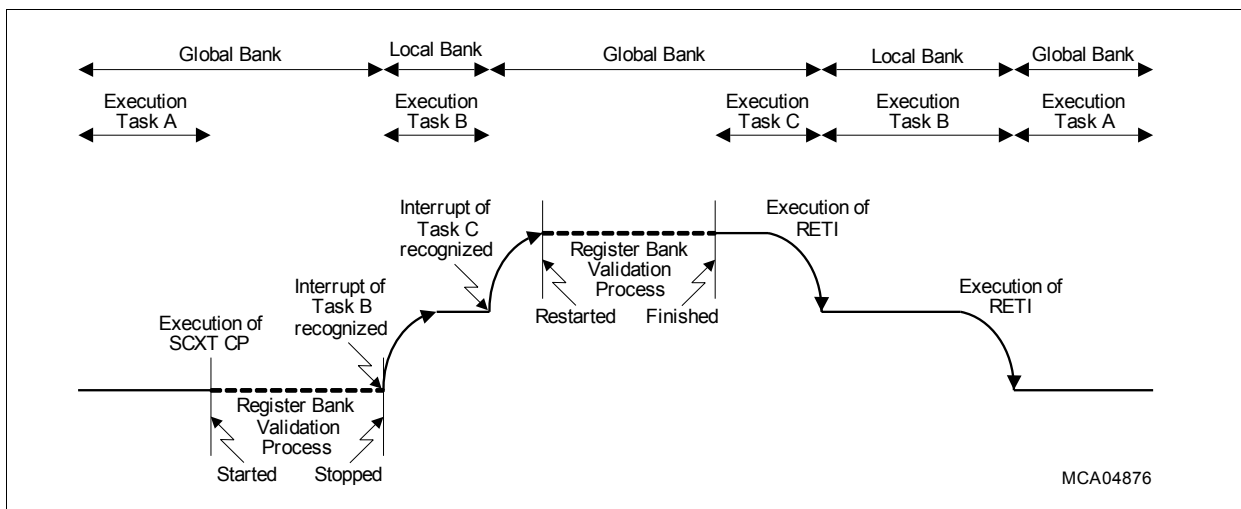 Global Bank
Local Bank
Global Bank
Local Bank
Global Bank
Execution
Task A
Execution
Task B
Execution
Task C
Execution
Task B
Execution
Task A
Execution of
SCXT CP
Interrupt of
Task B
recognized
Interrupt of
Task C
recognized
Execution of
RETI
Execution of
RETI
Register Bank
Validation
Process
Restarted
Finished
Register Bank
Validation
Process
Started
Stopped
MCA04876